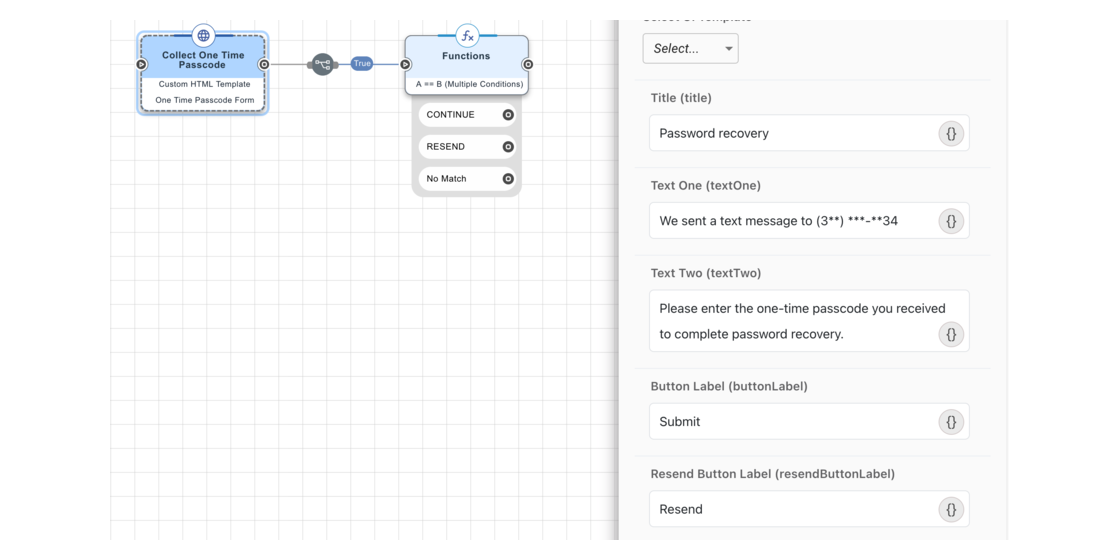 Select UI Template
Select...
Collect One Time
Passcode
Custom HTML Template
One Time Passcode Form
True
Functions
A == B (Multiple Conditions)
CONTINUE
RESEND
No Match
Title (title)
Password recovery
{}
Text One (textOne)
We sent a text message to (3**) ***-**34
{}
Text Two (textTwo)
Please enter the one-time passcode you received
to complete password recovery.
{}
Button Label (buttonLabel)
Submit
{}
Resend Button Label (resendButtonLabel)
Resend
{}